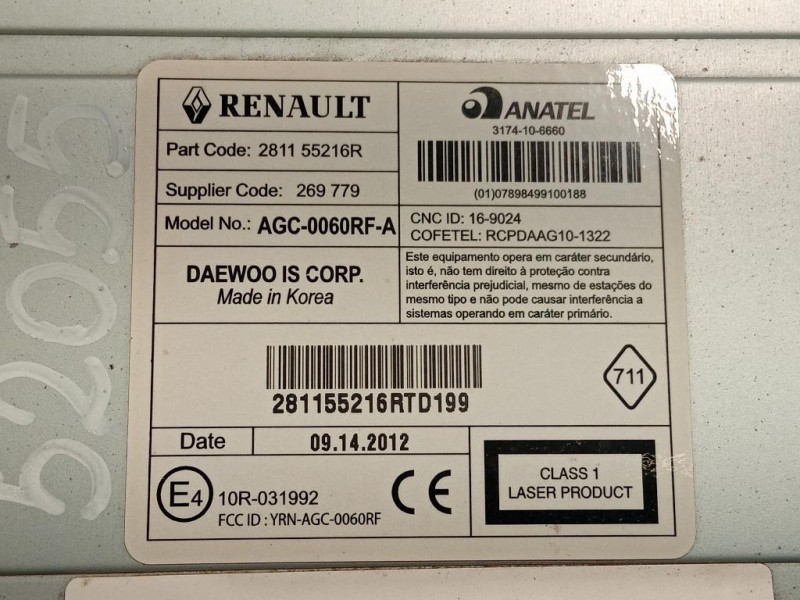 RENAULT
Part Code: 2811 55216R
Supplier Code: 269 779
Model No.: AGC-0060RF-A
DAEWOO IS CORP.
Made in Korea
ANATEL
3174-10-6660
(01)07898499100188
CNC ID: 16-9024
COFETEL: RCPDAAG10-1322
Este equipamento opera em caráter secundário,
isto é, não tem direito à proteção contra
interferência prejudicial, mesmo de estações do
mesmo tipo e não pode causar interferência a
sistemas operando em caráter primário.
281155216RTD199
711
Date 09.14.2012
E4 10R-031992
FCC ID : YRN-AGC-0060RF
CE
CLASS 1
LASER PRODUCT
52055